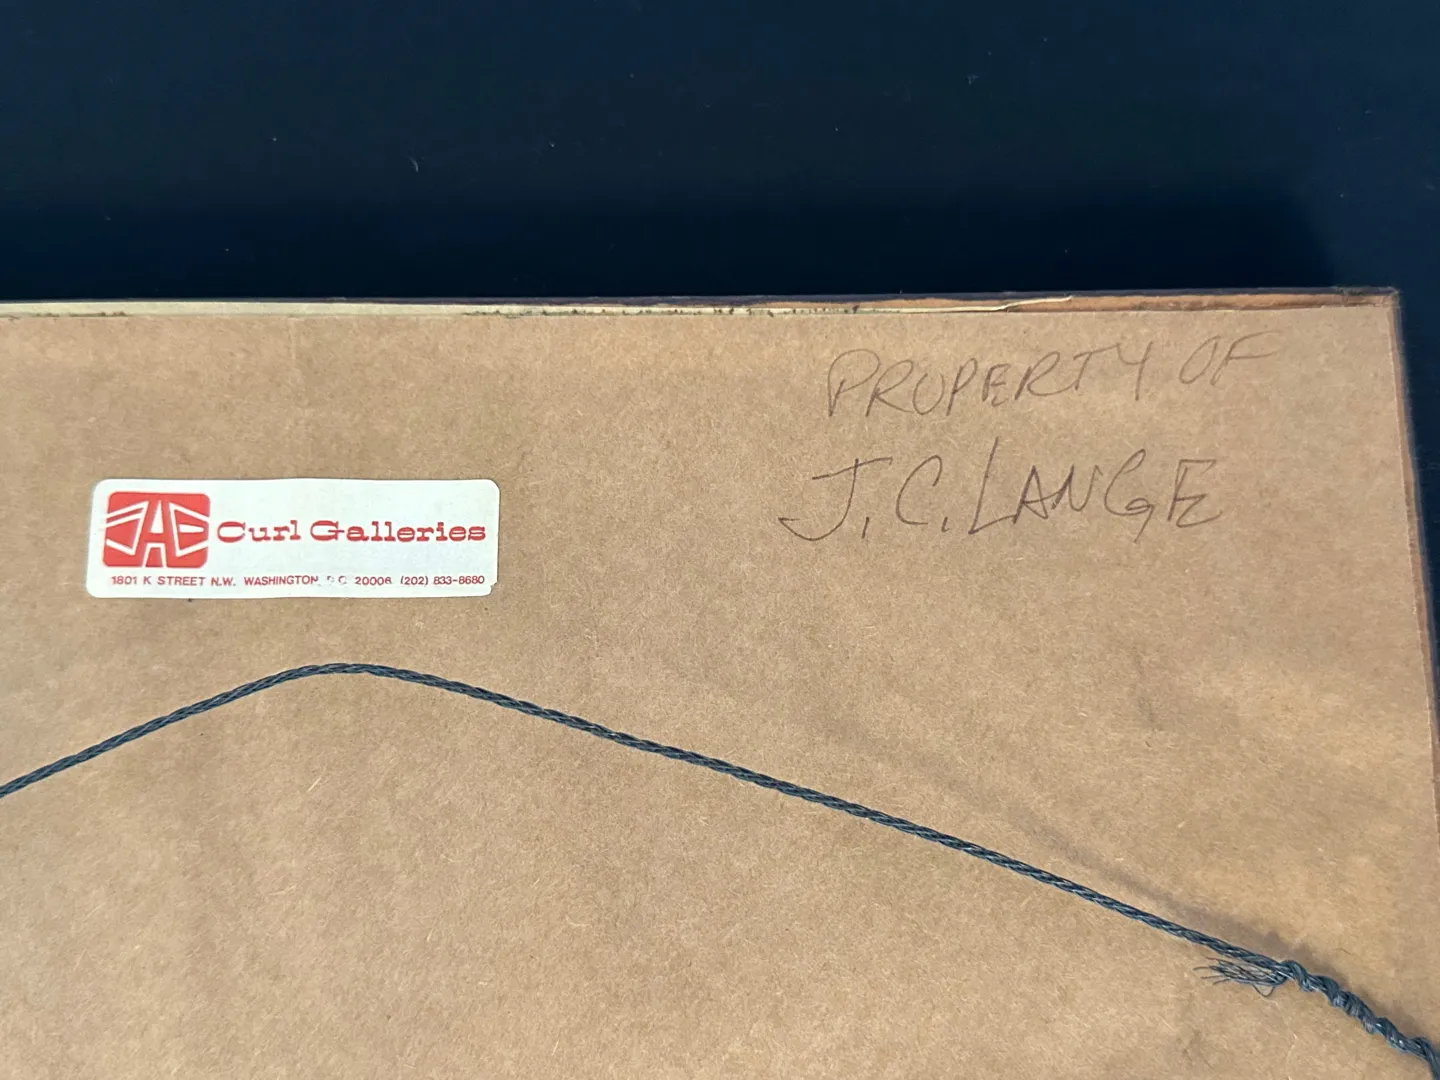 PROPERTY OF
J.C. LANGE
Curl Galleries
1801 K STREET N.W. WASHINGTON, D.C. 20006 (202) 833-8680